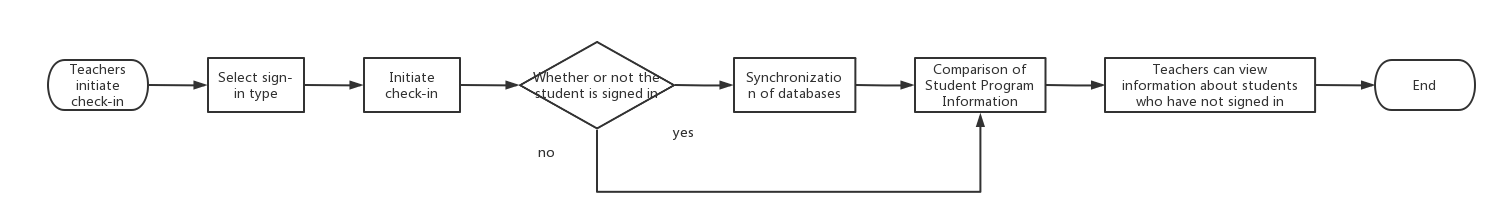 Teachers
initiate
check-in
Select sign-
in type
Initiate
check-in
Whether or not the
student is signed in
Synchronizatio
n of databases
Comparison of
Student Program
Information
Teachers can view
information about students
who have not signed in
End
yes
no